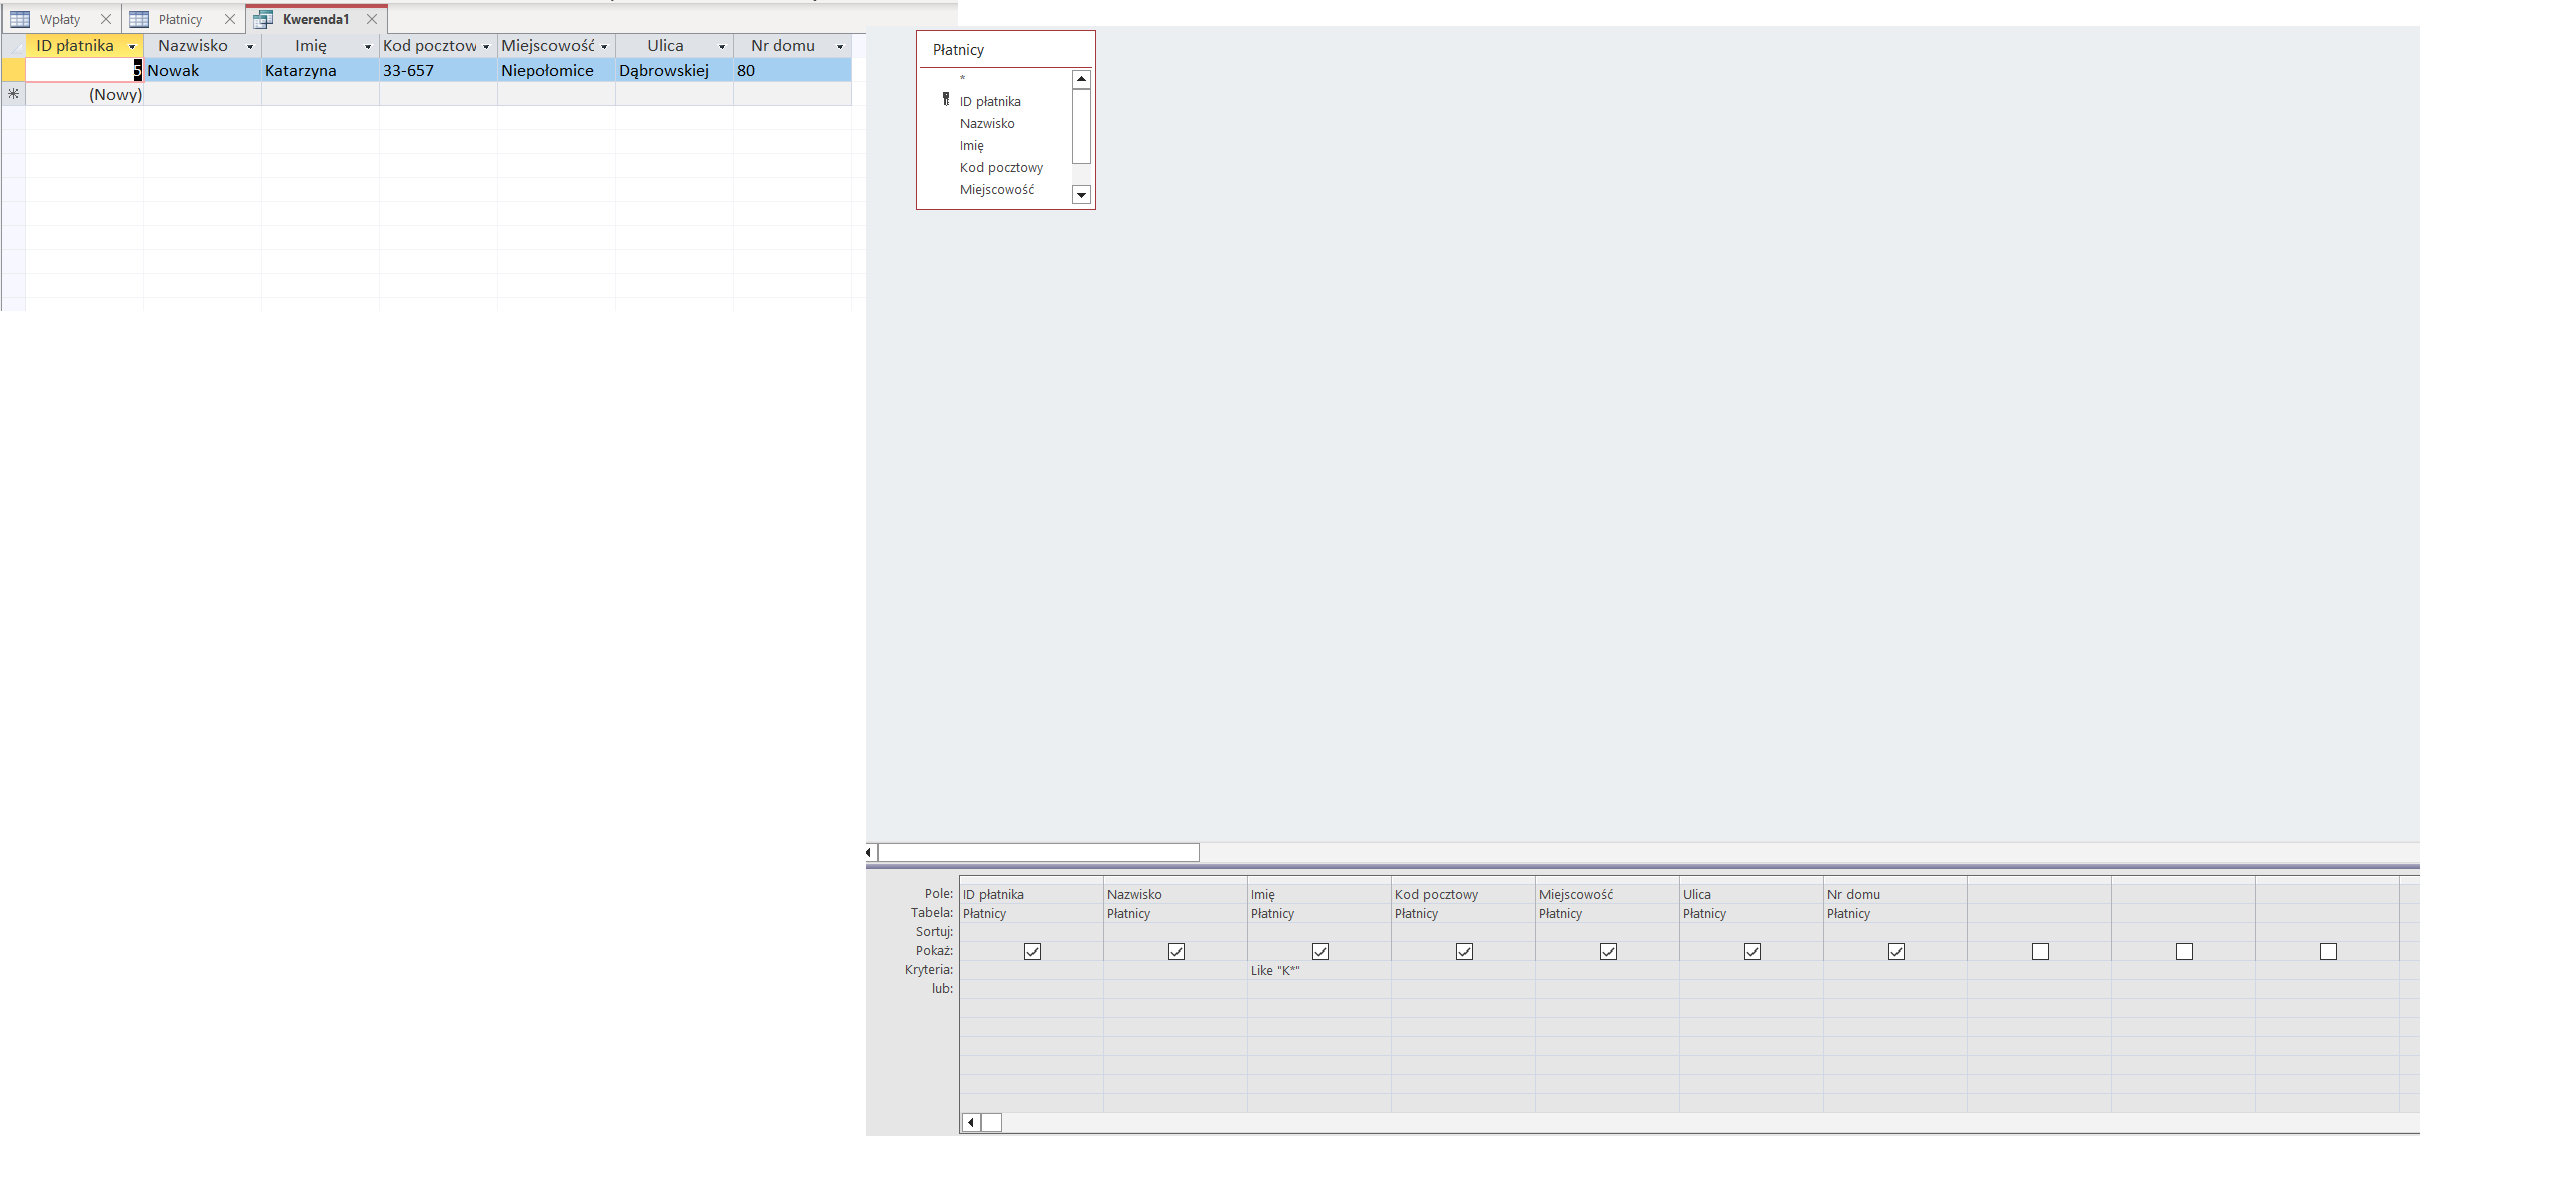 Wpłaty Płatnicy Kwerenda1
ID płatnika Nazwisko Imię Kod pocztow Miejscowość Ulica Nr domu
5 Nowak Katarzyna 33-657 Niepołomice Dąbrowskiej 80
(Nowy)
Płatnicy
*
ID płatnika
Nazwisko
Imię
Kod pocztowy
Miejscowość
Pole: ID płatnika Nazwisko Imię Kod pocztowy Miejscowość Ulica Nr domu
Tabela: Płatnicy Płatnicy Płatnicy Płatnicy Płatnicy Płatnicy Płatnicy
Sortuj:
Pokaż:
Kryteria: Like "K*"
lub: